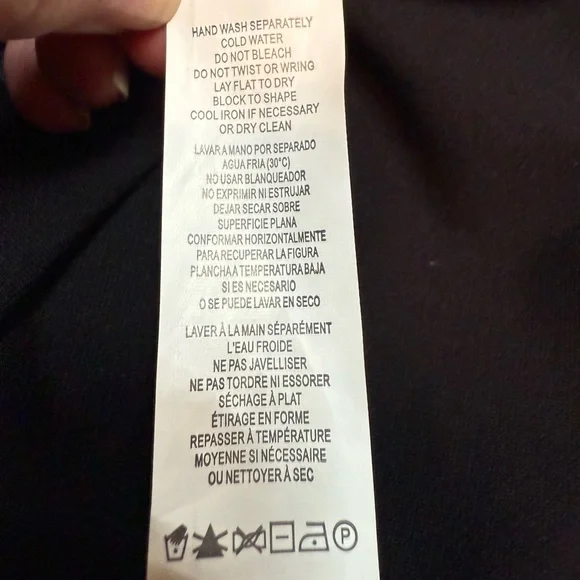 HAND WASH SEPARATELY
COLD WATER
DO NOT BLEACH
DO NOT TWIST OR WRING
LAY FLAT TO DRY
BLOCK TO SHAPE
COOL IRON IF NECESSARY
OR DRY CLEAN
LAVAR A MANO POR SEPARADO
AGUA FRIA (30°C)
NO USAR BLANQUEADOR
NO EXPRIMIR NI ESTRUJAR
DEJAR SECAR SOBRE
SUPERFICIE PLANA
CONFORMAR HORIZONTALMENTE
PARA RECUPERAR LA FIGURA
PLANCHA A TEMPERATURA BAJA
SI ES NECESARIO
O SE PUEDE LAVAR EN SECO
LAVER À LA MAIN SÉPARÉMENT
L'EAU FROIDE
NE PAS JAVELLISER
NE PAS TORDRE NI ESSORER
SÉCHAGE À PLAT
ÉTIRAGE EN FORME
REPASSER À TEMPÉRATURE
MOYENNE SI NÉCESSAIRE
OU NETTOYER À SEC
P